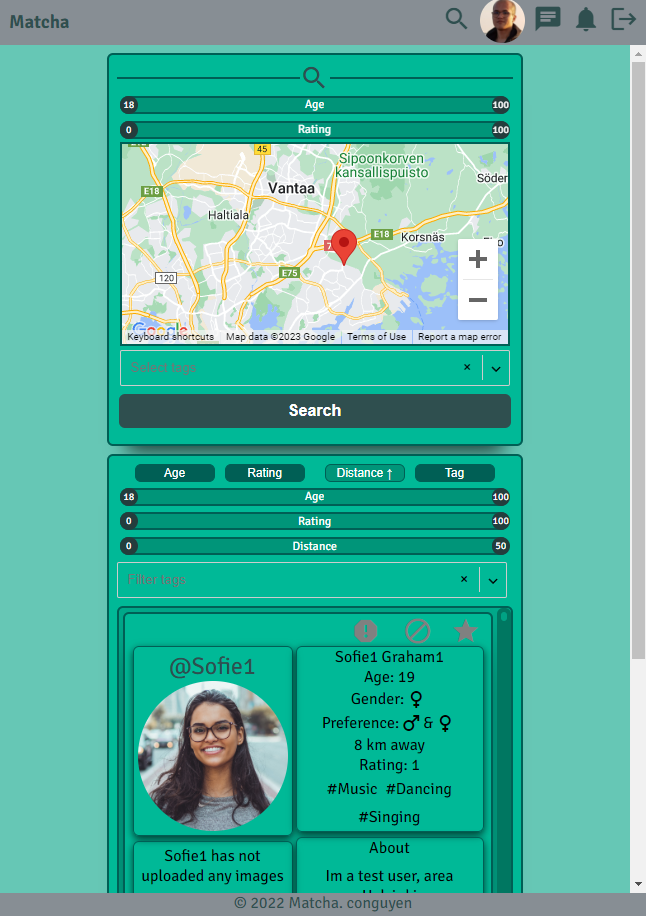 Matcha
18 Age 100
0 Rating 100
45
Sipoonkorven
kansallispuisto
E18
Vantaa
Söder
Haltiala
E18
Korsnäs
E75
120
Google
Keyboard shortcuts Map data ©2023 Google Terms of Use Report a map error
Select tags
Search
Age Rating Distance ↑ Tag
18 Age 100
0 Rating 100
0 Distance 50
Filter tags
@Sofie1
Sofie1 Graham1
Age: 19
Gender: ♀
Preference: ♂ & ♀
8 km away
Rating: 1
#Music #Dancing
#Singing
Sofie1 has not
uploaded any images
About
Im a test user, area
© 2022 Matcha. conguyen